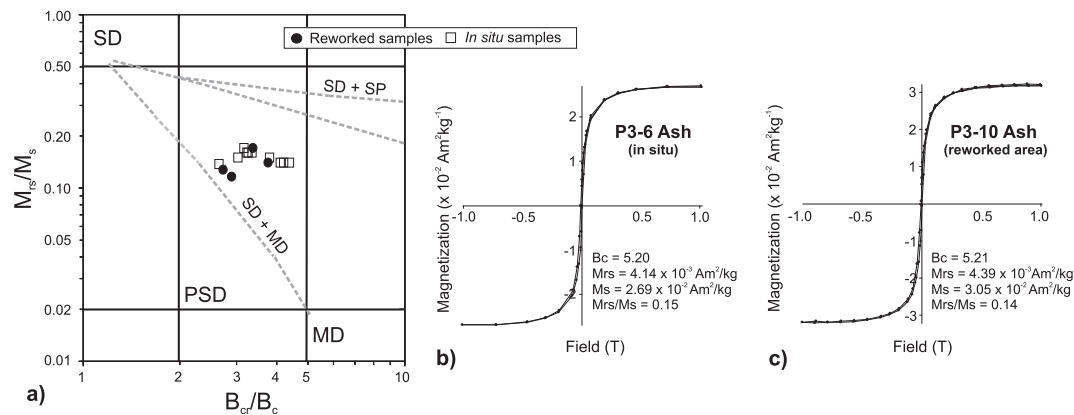 1.00
0.50
0.20
0.10
0.05
0.02
0.01
M_rs/M_s
SD
SD + SP
SD + MD
PSD
MD
1
2
3
4
5
10
B_cr/B_c
a)
Reworked samples
In situ samples
Magnetization (x 10⁻² Am²kg⁻¹)
2
1
-1
-2
-1.0
-0.5
0.5
1.0
P3-6 Ash
(in situ)
Bc = 5.20
Mrs = 4.14 x 10⁻³ Am²/kg
Ms = 2.69 x 10⁻² Am²/kg
Mrs/Ms = 0.15
Field (T)
b)
Magnetization (x 10⁻² Am²kg⁻¹)
3
2
1
-1
-2
-3
-1.0
-0.5
0.5
1.0
P3-10 Ash
(reworked area)
Bc = 5.21
Mrs = 4.39 x 10⁻³Am²/kg
Ms = 3.05 x 10⁻² Am²/kg
Mrs/Ms = 0.14
Field (T)
c)